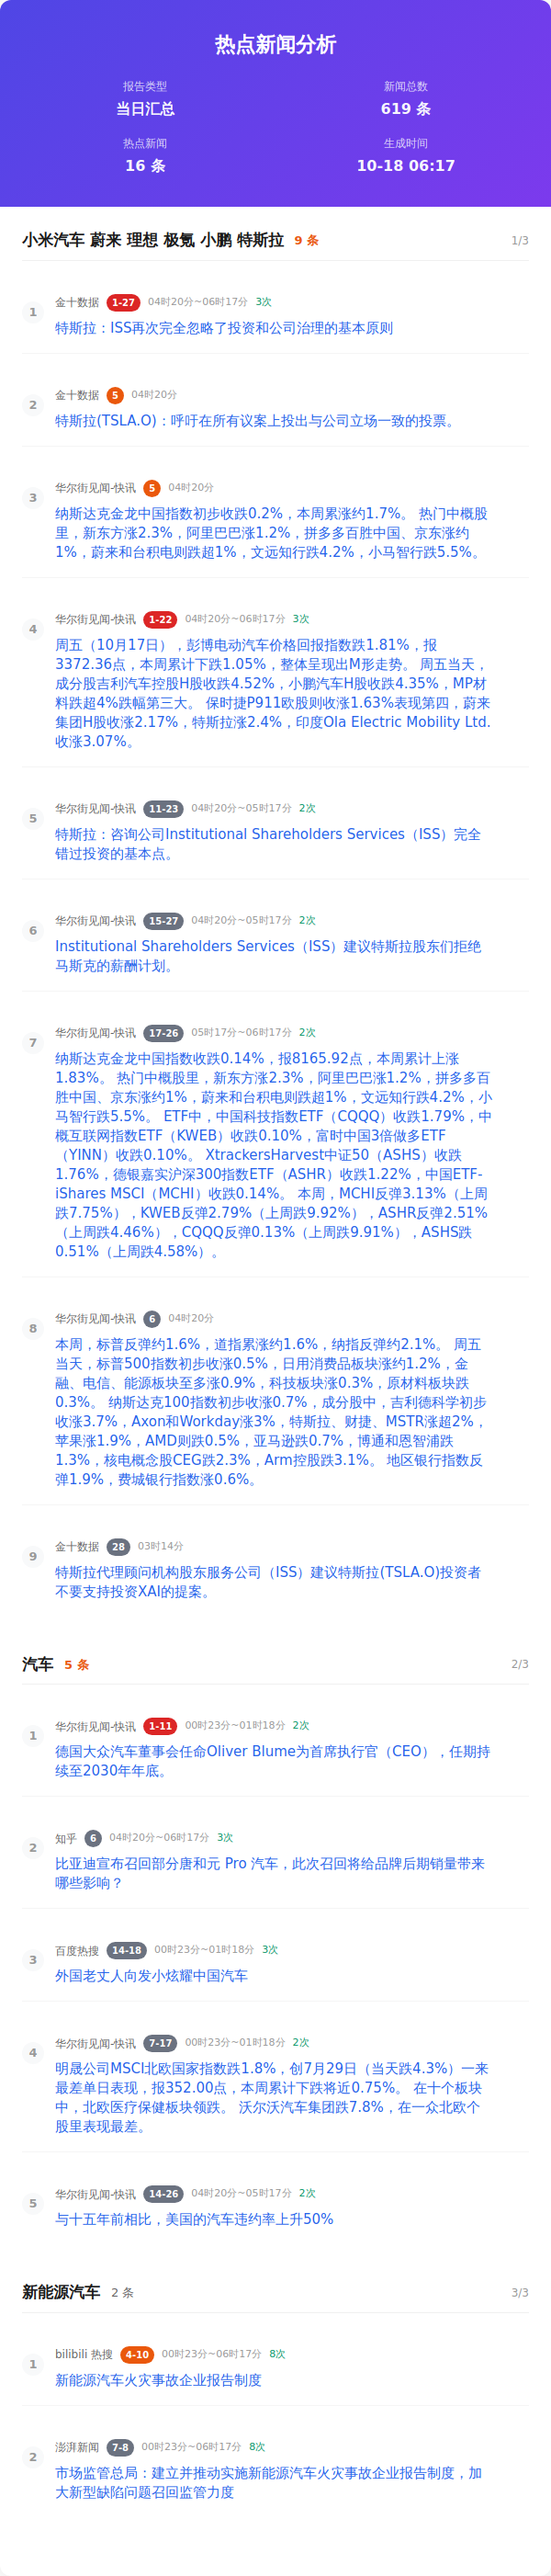 热点新闻分析
报告类型
当日汇总
新闻总数
619 条
热点新闻
16 条
生成时间
10-18 06:17
小米汽车 蔚来 理想 极氪 小鹏 特斯拉 9 条 1/3
1
金十数据 1-27 04时20分~06时17分 3次
特斯拉：ISS再次完全忽略了投资和公司治理的基本原则
2
金十数据 5 04时20分
特斯拉(TSLA.O)：呼吁在所有议案上投出与公司立场一致的投票。
3
华尔街见闻-快讯 5 04时20分
纳斯达克金龙中国指数初步收跌0.2%，本周累涨约1.7%。 热门中概股
里，新东方涨2.3%，阿里巴巴涨1.2%，拼多多百胜中国、京东涨约
1%，蔚来和台积电则跌超1%，文远知行跌4.2%，小马智行跌5.5%。
4
华尔街见闻-快讯 1-22 04时20分~06时17分 3次
周五（10月17日），彭博电动汽车价格回报指数跌1.81%，报
3372.36点，本周累计下跌1.05%，整体呈现出M形走势。 周五当天，
成分股吉利汽车控股H股收跌4.52%，小鹏汽车H股收跌4.35%，MP材
料跌超4%跌幅第三大。 保时捷P911欧股则收涨1.63%表现第四，蔚来
集团H股收涨2.17%，特斯拉涨2.4%，印度Ola Electric Mobility Ltd.
收涨3.07%。
5
华尔街见闻-快讯 11-23 04时20分~05时17分 2次
特斯拉：咨询公司Institutional Shareholders Services（ISS）完全
错过投资的基本点。
6
华尔街见闻-快讯 15-27 04时20分~05时17分 2次
Institutional Shareholders Services（ISS）建议特斯拉股东们拒绝
马斯克的薪酬计划。
7
华尔街见闻-快讯 17-26 05时17分~06时17分 2次
纳斯达克金龙中国指数收跌0.14%，报8165.92点，本周累计上涨
1.83%。 热门中概股里，新东方涨2.3%，阿里巴巴涨1.2%，拼多多百
胜中国、京东涨约1%，蔚来和台积电则跌超1%，文远知行跌4.2%，小
马智行跌5.5%。 ETF中，中国科技指数ETF（CQQQ）收跌1.79%，中
概互联网指数ETF（KWEB）收跌0.10%，富时中国3倍做多ETF
（YINN）收跌0.10%。 XtrackersHarvest中证50（ASHS）收跌
1.76%，德银嘉实沪深300指数ETF（ASHR）收跌1.22%，中国ETF-
iShares MSCI（MCHI）收跌0.14%。 本周，MCHI反弹3.13%（上周
跌7.75%），KWEB反弹2.79%（上周跌9.92%），ASHR反弹2.51%
（上周跌4.46%），CQQQ反弹0.13%（上周跌9.91%），ASHS跌
0.51%（上周跌4.58%）。
8
华尔街见闻-快讯 6 04时20分
本周，标普反弹约1.6%，道指累涨约1.6%，纳指反弹约2.1%。 周五
当天，标普500指数初步收涨0.5%，日用消费品板块涨约1.2%，金
融、电信、能源板块至多涨0.9%，科技板块涨0.3%，原材料板块跌
0.3%。 纳斯达克100指数初步收涨0.7%，成分股中，吉利德科学初步
收涨3.7%，Axon和Workday涨3%，特斯拉、财捷、MSTR涨超2%，
苹果涨1.9%，AMD则跌0.5%，亚马逊跌0.7%，博通和恩智浦跌
1.3%，核电概念股CEG跌2.3%，Arm控股跌3.1%。 地区银行指数反
弹1.9%，费城银行指数涨0.6%。
9
金十数据 28 03时14分
特斯拉代理顾问机构股东服务公司（ISS）建议特斯拉(TSLA.O)投资者
不要支持投资XAI的提案。
汽车 5 条 2/3
1
华尔街见闻-快讯 1-11 00时23分~01时18分 2次
德国大众汽车董事会任命Oliver Blume为首席执行官（CEO），任期持
续至2030年年底。
2
知乎 6 04时20分~06时17分 3次
比亚迪宣布召回部分唐和元 Pro 汽车，此次召回将给品牌后期销量带来
哪些影响？
3
百度热搜 14-18 00时23分~01时18分 3次
外国老丈人向发小炫耀中国汽车
4
华尔街见闻-快讯 7-17 00时23分~01时18分 2次
明晟公司MSCI北欧国家指数跌1.8%，创7月29日（当天跌4.3%）一来
最差单日表现，报352.00点，本周累计下跌将近0.75%。 在十个板块
中，北欧医疗保健板块领跌。 沃尔沃汽车集团跌7.8%，在一众北欧个
股里表现最差。
5
华尔街见闻-快讯 14-26 04时20分~05时17分 2次
与十五年前相比，美国的汽车违约率上升50%
新能源汽车 2 条 3/3
1
bilibili 热搜 4-10 00时23分~06时17分 8次
新能源汽车火灾事故企业报告制度
2
澎湃新闻 7-8 00时23分~06时17分 8次
市场监管总局：建立并推动实施新能源汽车火灾事故企业报告制度，加
大新型缺陷问题召回监管力度